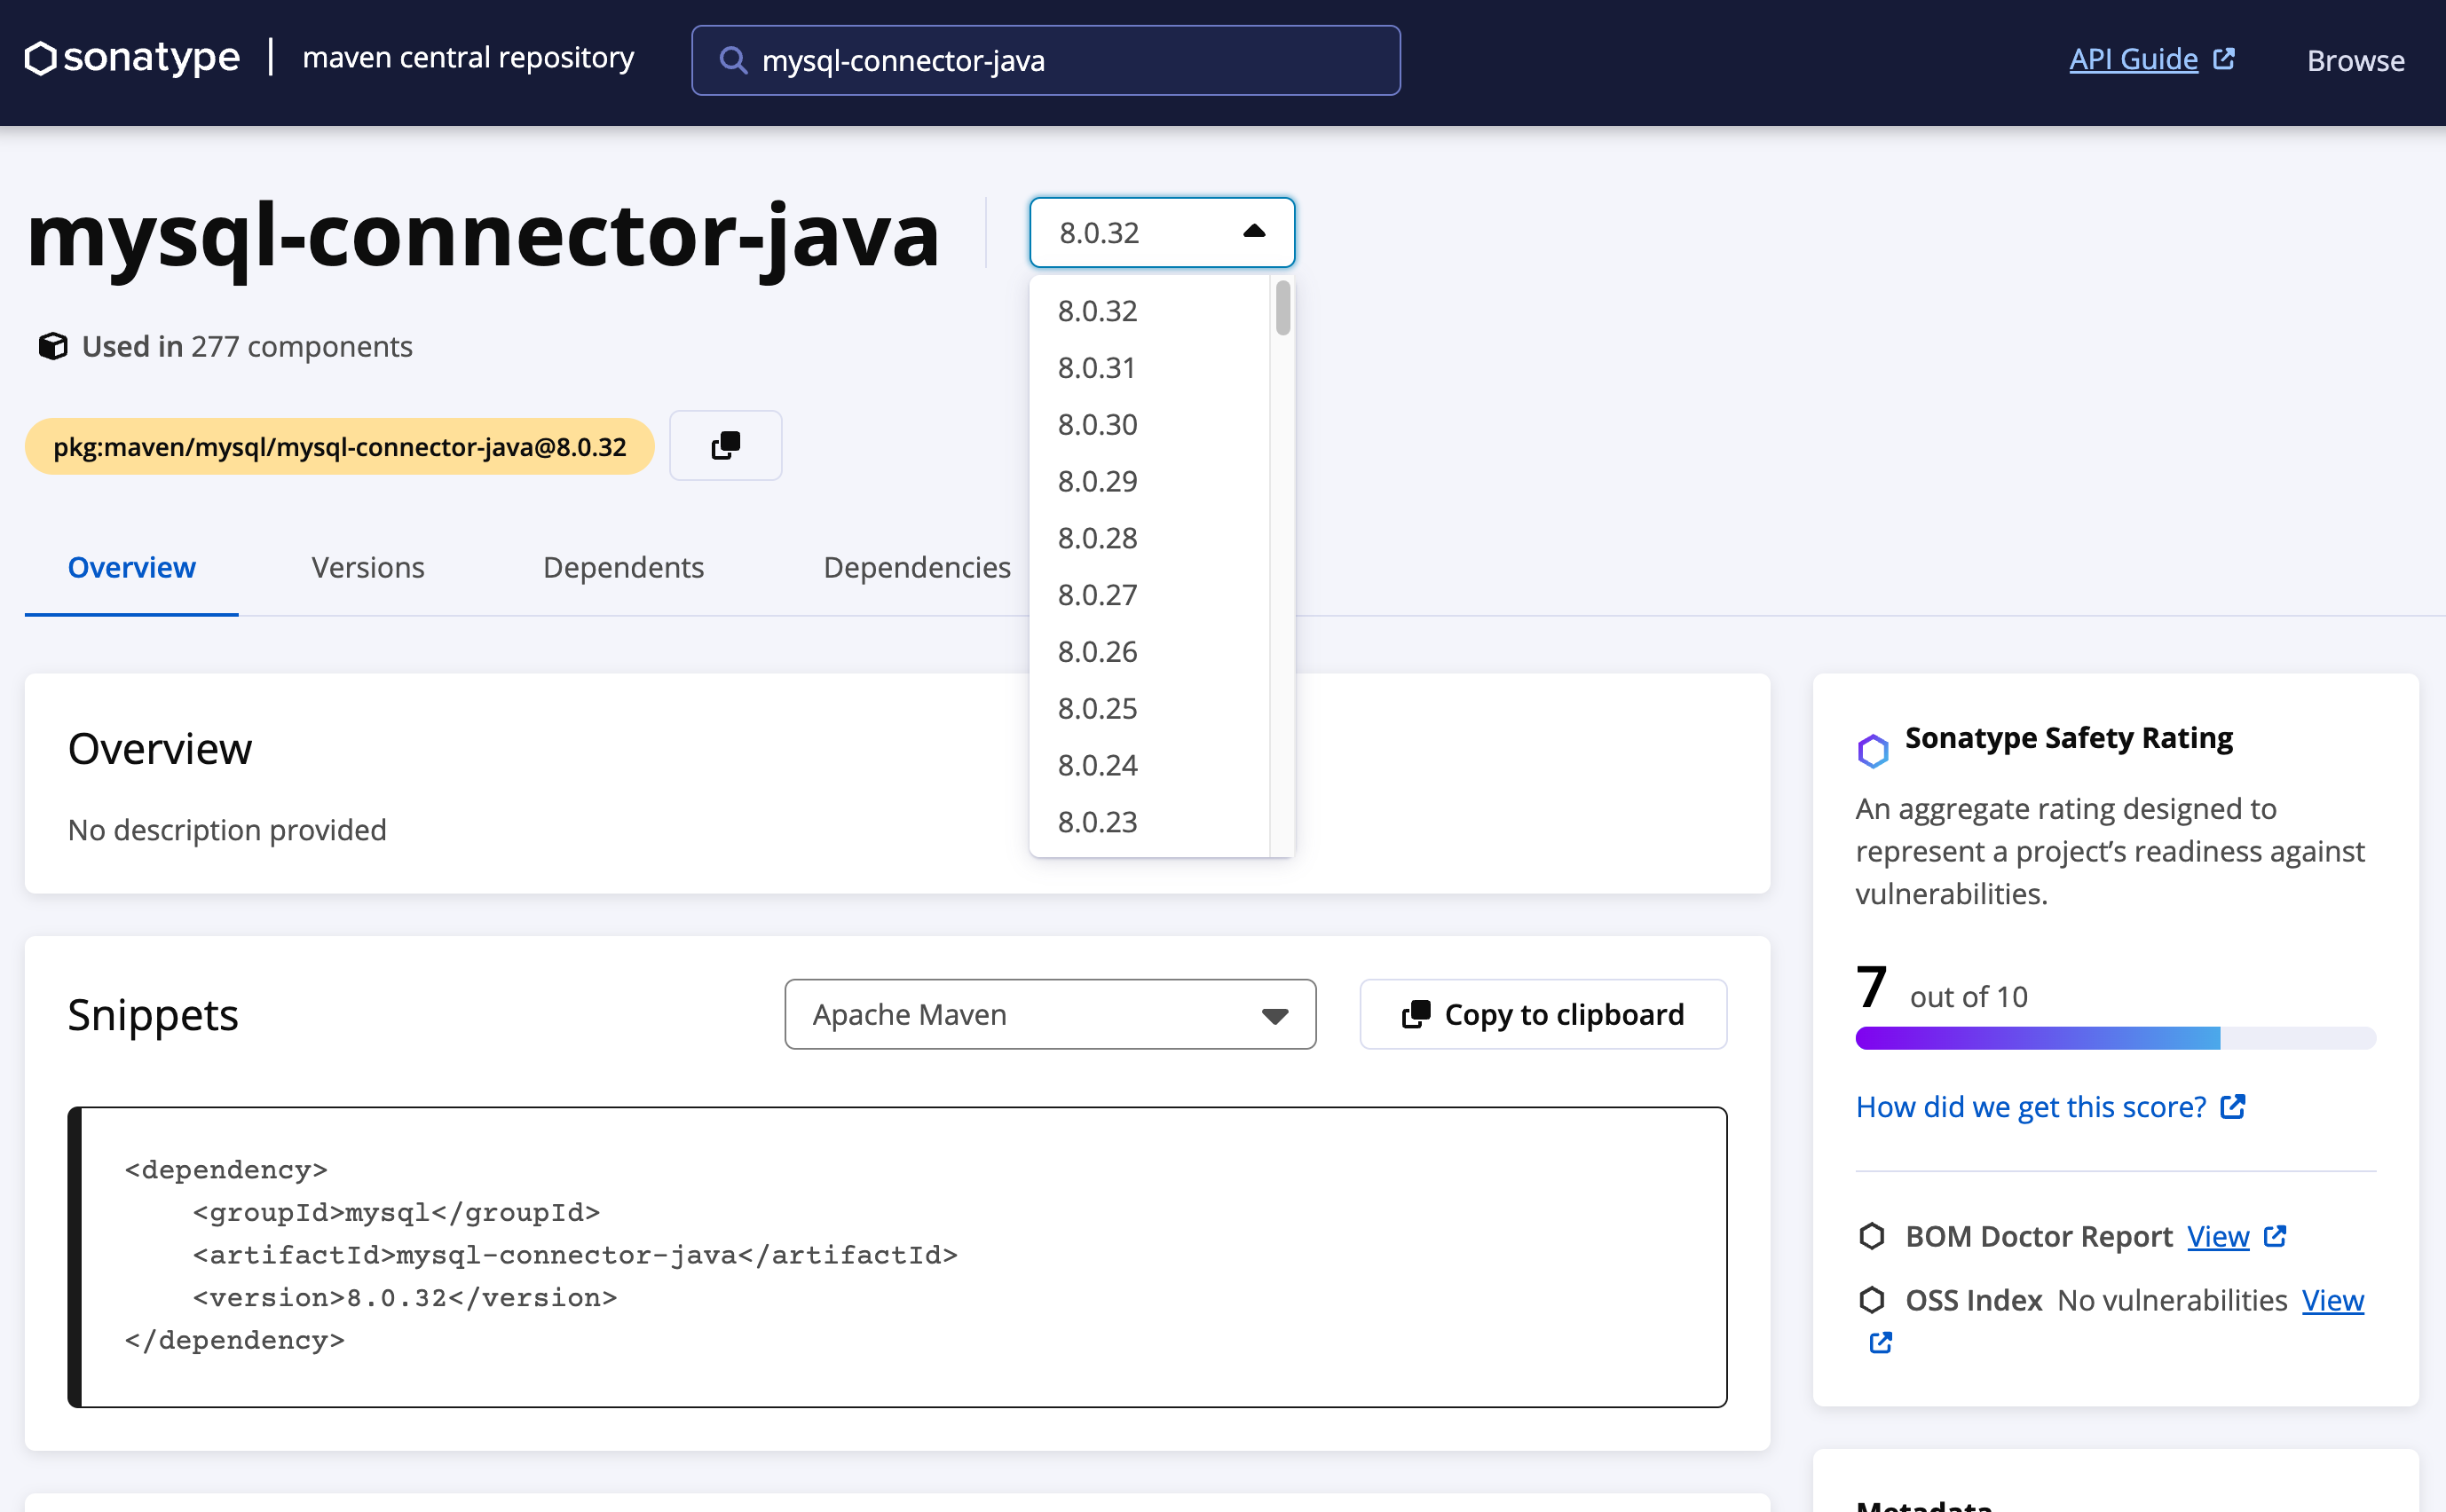 sonatype | maven central repository
mysql-connector-java
API Guide
Browse
mysql-connector-java
8.0.32
8.0.32
8.0.31
8.0.30
8.0.29
8.0.28
8.0.27
8.0.26
8.0.25
8.0.24
8.0.23
Used in 277 components
pkg:maven/mysql/mysql-connector-java@8.0.32
Overview
Versions
Dependents
Dependencies
Overview
No description provided
Snippets
Apache Maven
Copy to clipboard
<dependency>
    <groupId>mysql</groupId>
    <artifactId>mysql-connector-java</artifactId>
    <version>8.0.32</version>
</dependency>
Sonatype Safety Rating
An aggregate rating designed to
represent a project's readiness against
vulnerabilities.
7 out of 10
How did we get this score?
BOM Doctor Report View
OSS Index No vulnerabilities View
Metadata